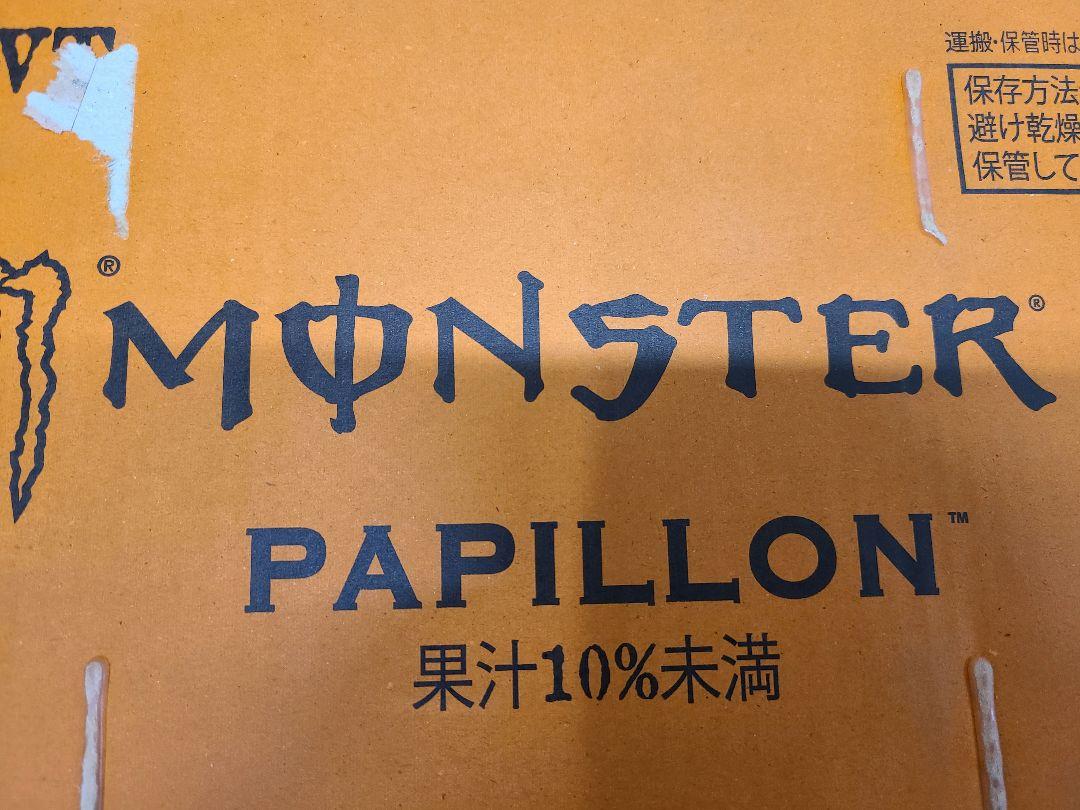 運搬・保管時は
保存方法
避け乾燥
保管して
MONSTER®
PAPILLON™
果汁10%未満